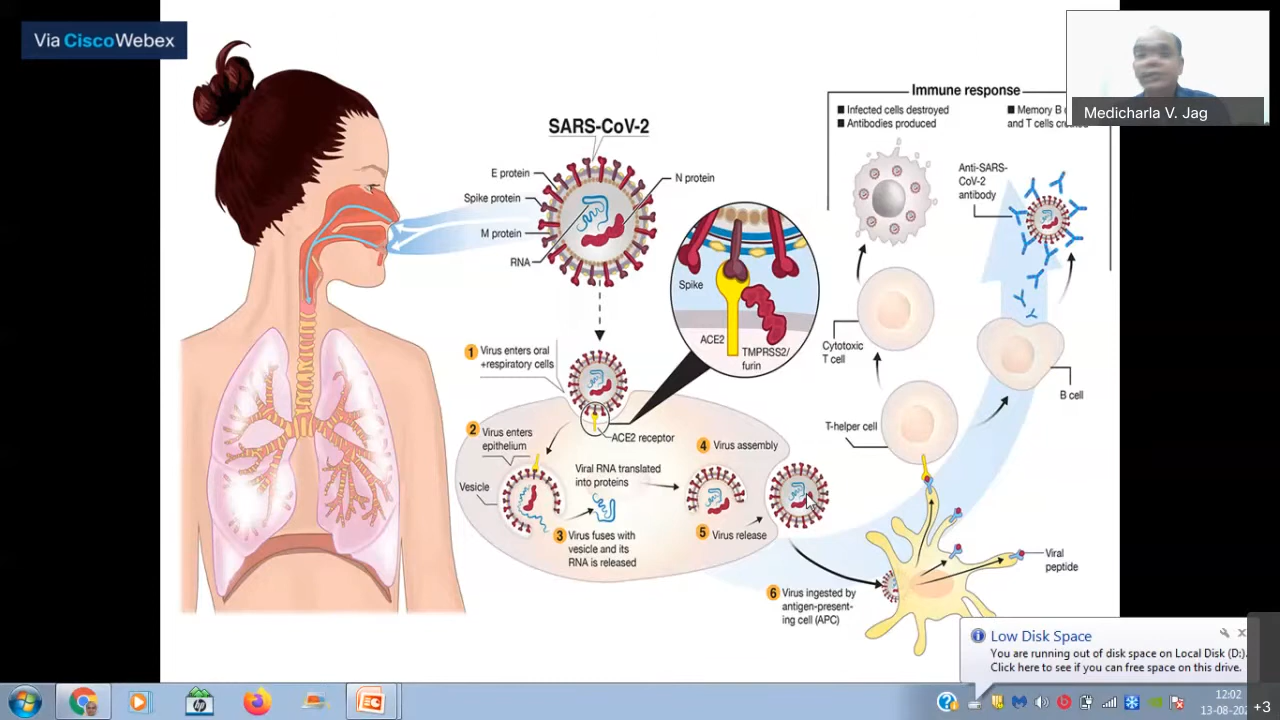 Via CiscoWebex
Medicharla V. Jag
SARS-CoV-2
E protein
Spike protein
M protein
RNA
N protein
Spike
ACE2
TMPRSS2/
furin
1 Virus enters oral
+respiratory cells
ACE2 receptor
2 Virus enters
epithelium
Vesicle
Viral RNA translated
into proteins
3 Virus fuses with
vesicle and its
RNA is released
4 Virus assembly
5 Virus release
6 Virus ingested by
antigen-present-
ing cell (APC)
Immune response
Infected cells destroyed
Antibodies produced
Memory B
and T cells
Anti-SARS-
CoV-2
antibody
Cytotoxic
T cell
B cell
T-helper cell
Viral
peptide
Low Disk Space
You are running out of disk space on Local Disk (D:).
Click here to see if you can free space on this drive.
hp
12:02
13-08-20
+3